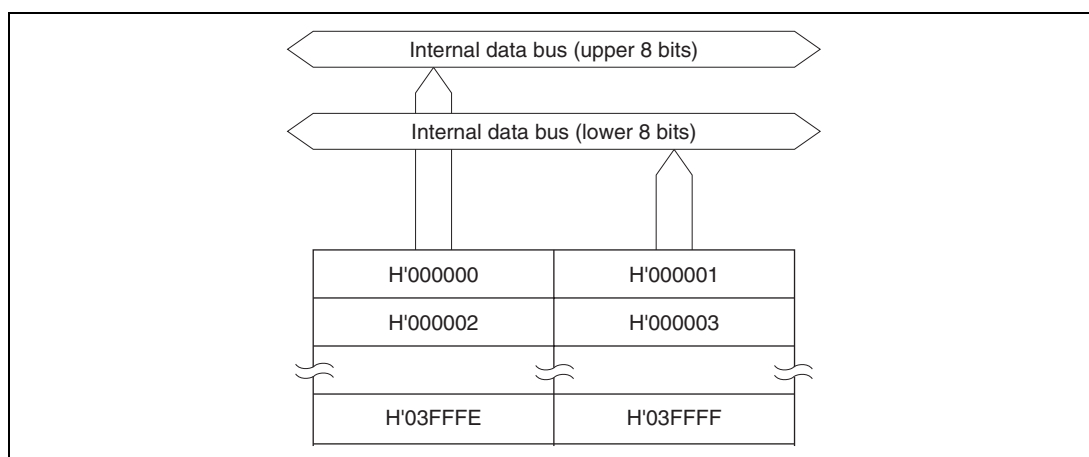 Internal data bus (upper 8 bits)
Internal data bus (lower 8 bits)
H'000000 H'000001
H'000002 H'000003
H'03FFFE H'03FFFF